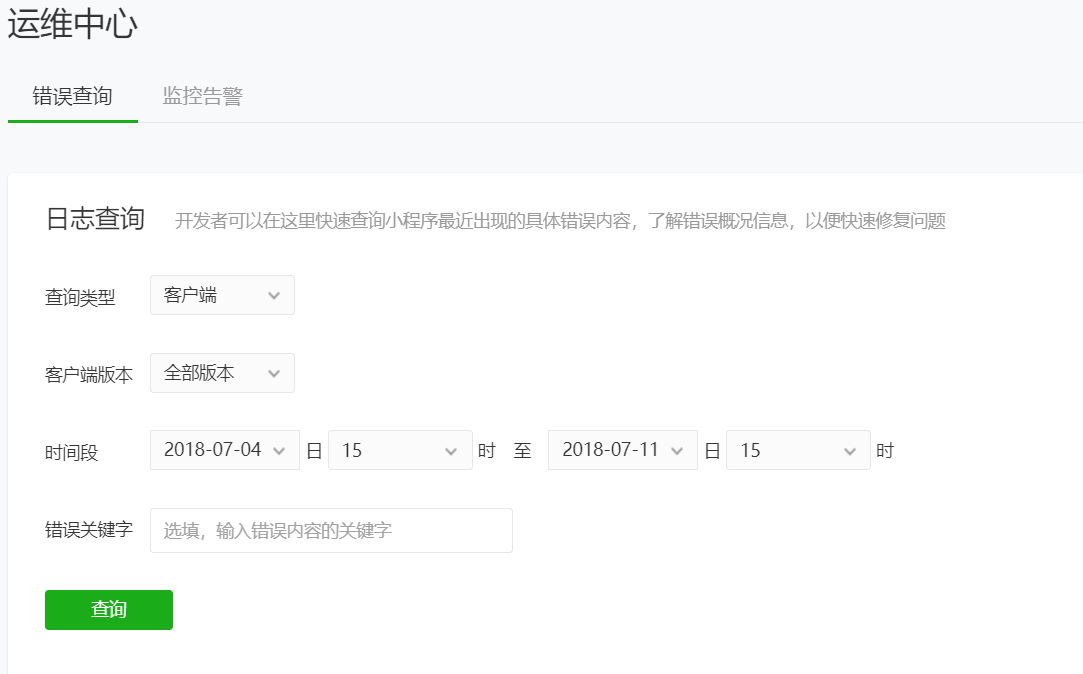 运维中心
错误查询 监控告警
日志查询 开发者可以在这里快速查询小程序最近出现的具体错误内容，了解错误概况信息，以便快速修复问题
查询类型 客户端
客户端版本 全部版本
时间段 2018-07-04 日 15 时 至 2018-07-11 日 15 时
错误关键字 选填，输入错误内容的关键字
查询